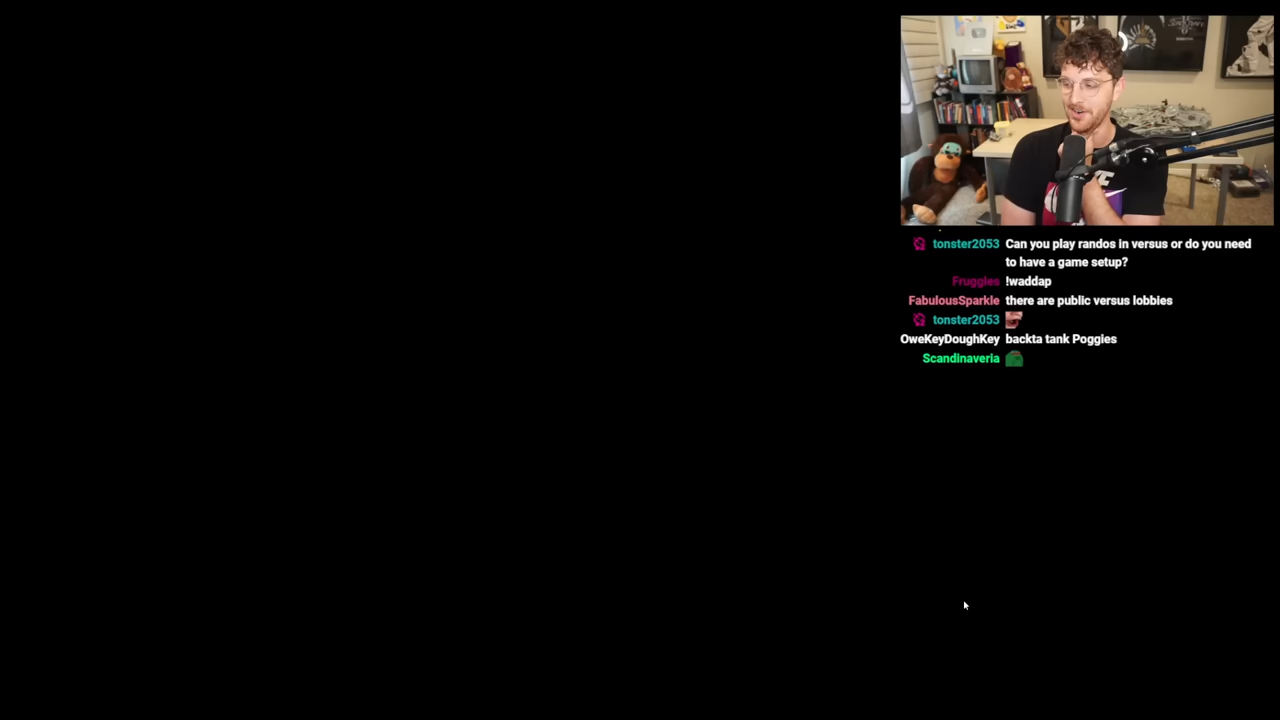 tonster2053 Can you play randos in versus or do you need
to have a game setup?
Fruggles !waddap
FabulousSparkle there are public versus lobbies
tonster2053
OweKeyDoughKey backta tank Poggies
Scandinaveria